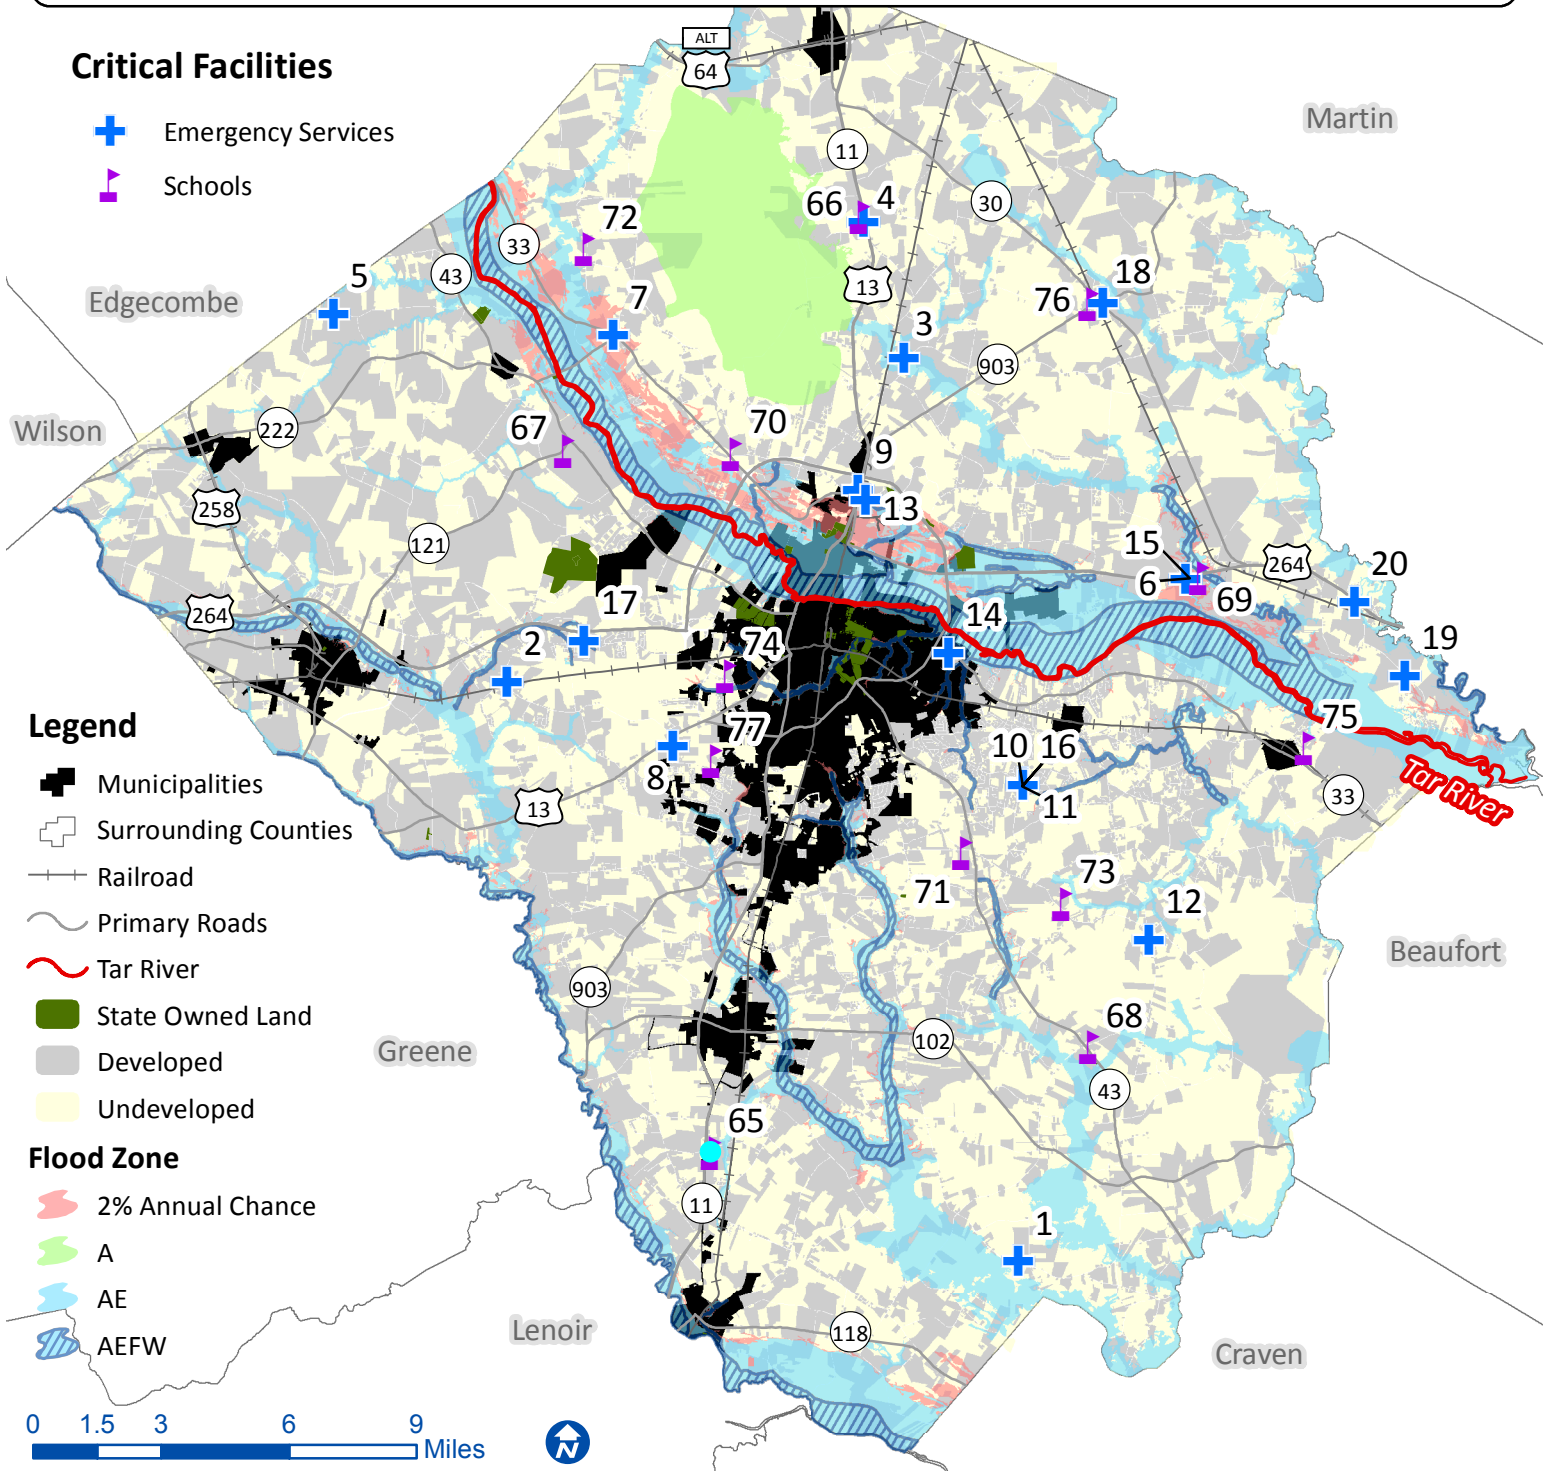 Critical Facilities
Emergency Services
Schools
ALT
64
Martin
11
66
4
30
72
33
43
5
Edgecombe
7
13
3
18
76
903
Wilson
222
67
70
9
13
258
121
15
6
264
20
69
264
17
2
14
74
19
75
77
8
10
16
11
Tar River
33
13
Legend
Municipalities
Surrounding Counties
Railroad
Primary Roads
Tar River
State Owned Land
Developed
Undeveloped
71
73
12
Beaufort
903
Greene
102
68
43
65
11
1
Flood Zone
2% Annual Chance
A
AE
AEFW
Lenoir
118
Craven
0 1.5 3 6 9
Miles
N